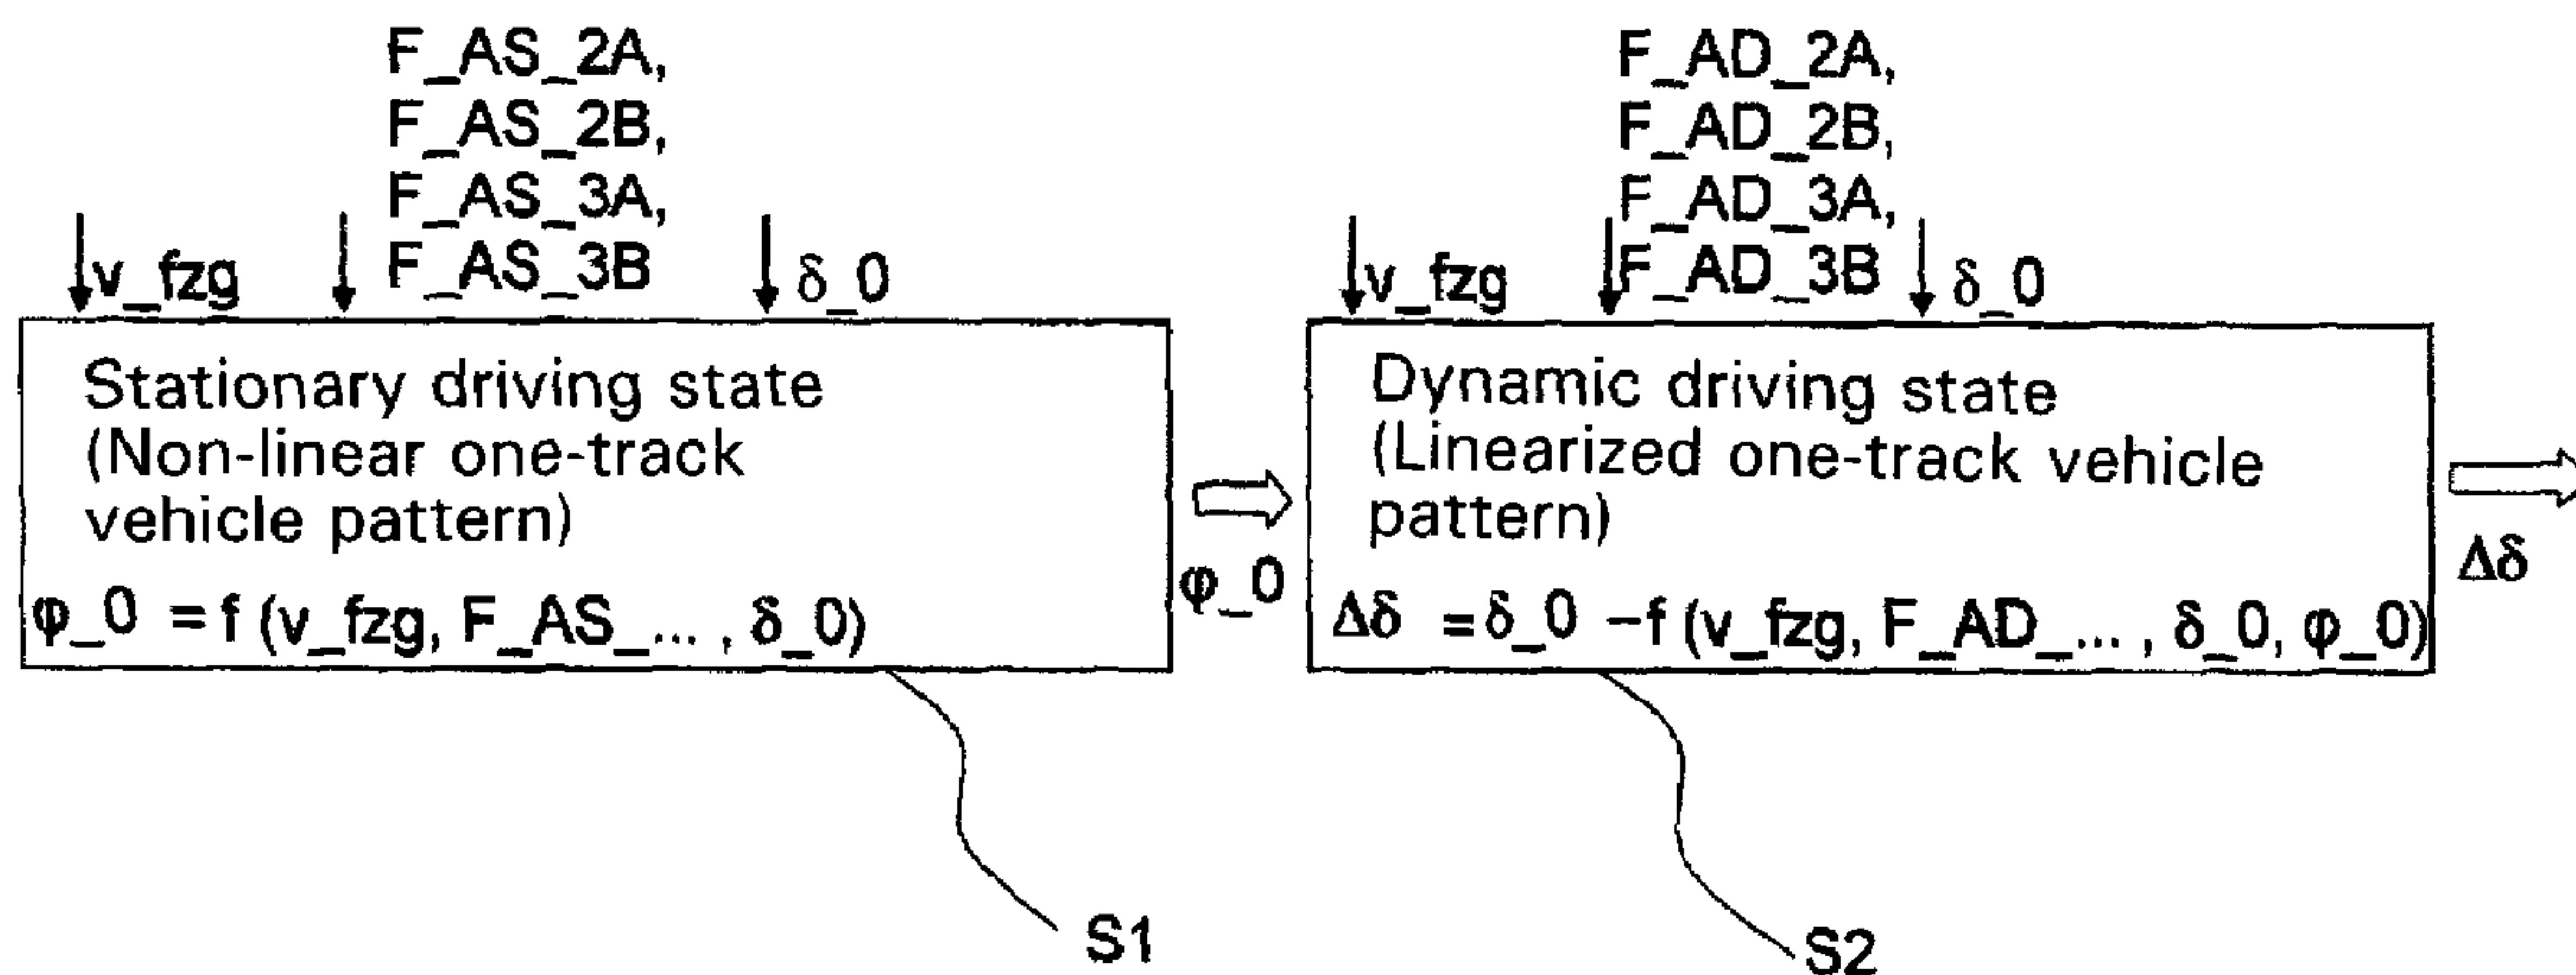 F_AS_2A,
F_AS_2B,
F_AS_3A,
F_AS_3B
v_fzg
δ_0
Stationary driving state
(Non-linear one-track
vehicle pattern)
φ_0 = f (v_fzg, F_AS_... , δ_0)
φ_0
F_AD_2A,
F_AD_2B,
F_AD_3A,
F_AD_3B
v_fzg
δ_0
Dynamic driving state
(Linearized one-track vehicle
pattern)
Δδ = δ_0 −f (v_fzg, F_AD_... , δ_0, φ_0)
Δδ
S1
S2